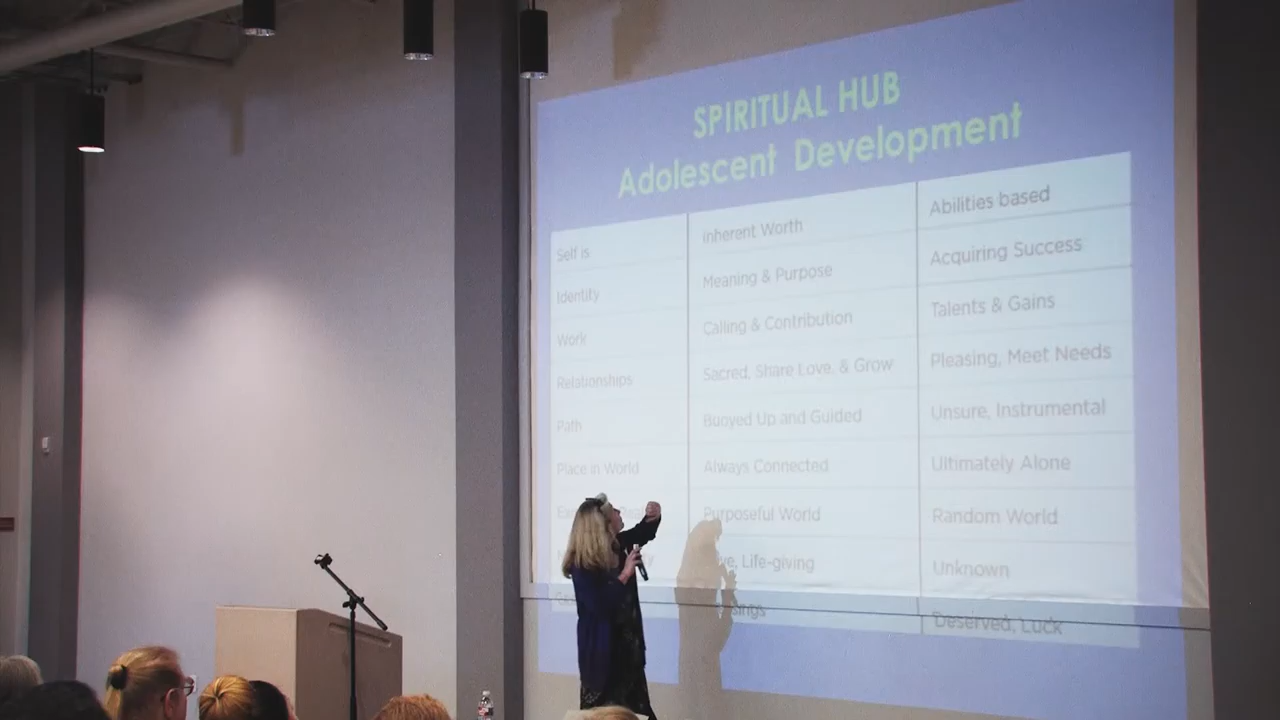 SPIRITUAL HUB
Adolescent Development
Self is Inherent Worth Abilities based
Identity Meaning & Purpose Acquiring Success
Work Calling & Contribution Talents & Gains
Relationships Sacred, Share Love, & Grow Pleasing, Meet Needs
Path Buoyed Up and Guided Unsure, Instrumental
Place in World Always Connected Ultimately Alone
Purposeful World Random World
Life-giving Unknown
Deserved, Luck